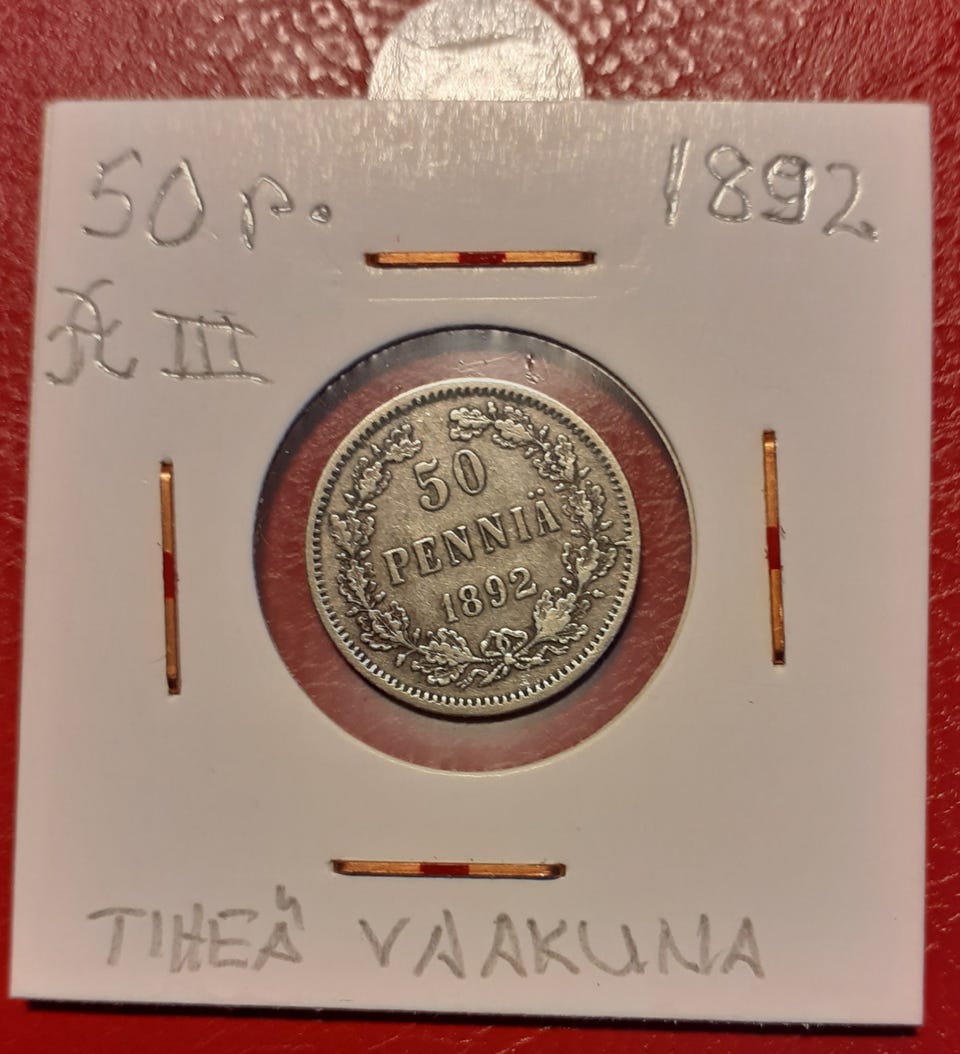 50 p. 1892
A III
50
PENNIÄ
1892
TIHEÄ VAAKUNA